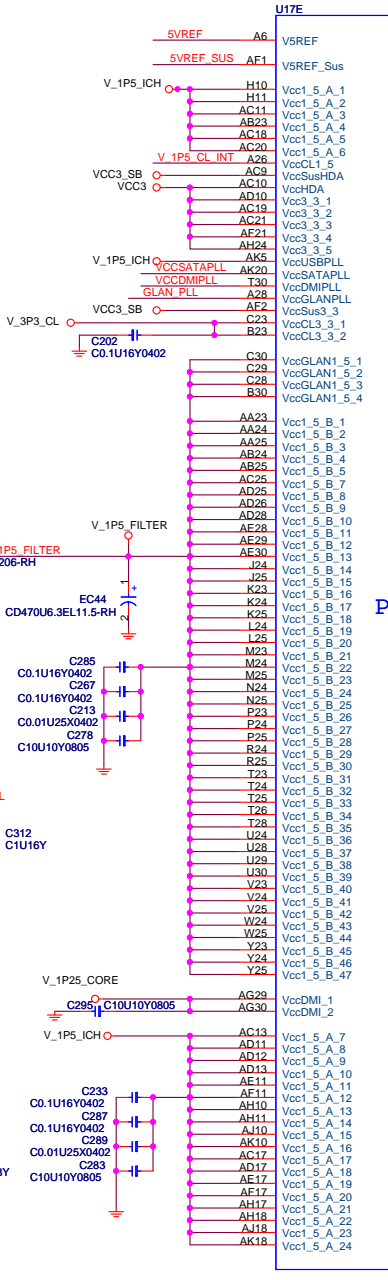 U17E
5VREF A6 V5REF
5VREF_SUS AF1 V5REF_Sus
V_1P5_ICH H10 Vcc1_5_A_1
H11 Vcc1_5_A_2
AC11 Vcc1_5_A_3
AB23 Vcc1_5_A_4
AC18 Vcc1_5_A_5
AC20 Vcc1_5_A_6
V_1P5_CL_INT A26 VccCL1_5
VCC3_SB AC9 VccSusHDA
VCC3 AC10 VccHDA
AD10 Vcc3_3_1
AC19 Vcc3_3_2
AC21 Vcc3_3_3
AF21 Vcc3_3_4
AH24 Vcc3_3_5
V_1P5_ICH AK5 VccUSBPLL
VCCSATAPLL AK20 VccSATAPLL
VCCDMIPLL T30 VccDMIPLL
GLAN_PLL A28 VccGLANPLL
VCC3_SB AF2 VccSus3_3
V_3P3_CL C23 VccCL3_3_1
B23 VccCL3_3_2
C202
C0.1U16Y0402
C30 VccGLAN1_5_1
C29 VccGLAN1_5_2
C28 VccGLAN1_5_3
B30 VccGLAN1_5_4
AA23 Vcc1_5_B_1
AA24 Vcc1_5_B_2
AA25 Vcc1_5_B_3
AB24 Vcc1_5_B_4
AB25 Vcc1_5_B_5
AC25 Vcc1_5_B_7
AD25 Vcc1_5_B_8
AD26 Vcc1_5_B_9
AD28 Vcc1_5_B_10
V_1P5_FILTER
AE28 Vcc1_5_B_11
AE29 Vcc1_5_B_12
1P5_FILTER AE30 Vcc1_5_B_13
206-RH
J24 Vcc1_5_B_14
J25 Vcc1_5_B_15
K23 Vcc1_5_B_16
1
+
EC44
CD470U6.3EL11.5-RH
2
K24 Vcc1_5_B_17
K25 Vcc1_5_B_18
L24 Vcc1_5_B_19
L25 Vcc1_5_B_20
M23 Vcc1_5_B_21
C285
C0.1U16Y0402
M24 Vcc1_5_B_22
M25 Vcc1_5_B_23
C267
C0.1U16Y0402
N24 Vcc1_5_B_24
N25 Vcc1_5_B_25
C213
C0.01U25X0402
P23 Vcc1_5_B_26
P24 Vcc1_5_B_27
C278
C10U10Y0805
P25 Vcc1_5_B_28
R24 Vcc1_5_B_29
R25 Vcc1_5_B_30
T23 Vcc1_5_B_31
T24 Vcc1_5_B_32
T25 Vcc1_5_B_33
T26 Vcc1_5_B_34
T28 Vcc1_5_B_35
C312
C1U16Y
U24 Vcc1_5_B_36
U28 Vcc1_5_B_37
U29 Vcc1_5_B_38
U30 Vcc1_5_B_39
V23 Vcc1_5_B_40
V24 Vcc1_5_B_41
V25 Vcc1_5_B_42
W24 Vcc1_5_B_43
W25 Vcc1_5_B_44
Y23 Vcc1_5_B_45
Y24 Vcc1_5_B_46
Y25 Vcc1_5_B_47
V_1P25_CORE
AG29 VccDMI_1
AG30 VccDMI_2
C295 C10U10Y0805
V_1P5_ICH AC13 Vcc1_5_A_7
AD11 Vcc1_5_A_8
AD12 Vcc1_5_A_9
AD13 Vcc1_5_A_10
AE11 Vcc1_5_A_11
C233
C0.1U16Y0402
AF11 Vcc1_5_A_12
AH10 Vcc1_5_A_13
C287
C0.1U16Y0402
AH11 Vcc1_5_A_14
AJ10 Vcc1_5_A_15
C289
C0.01U25X0402
AK10 Vcc1_5_A_16
AC17 Vcc1_5_A_17
C283
C10U10Y0805
AD17 Vcc1_5_A_18
AE17 Vcc1_5_A_19
AF17 Vcc1_5_A_20
AH17 Vcc1_5_A_21
AH18 Vcc1_5_A_22
AJ18 Vcc1_5_A_23
AK18 Vcc1_5_A_24